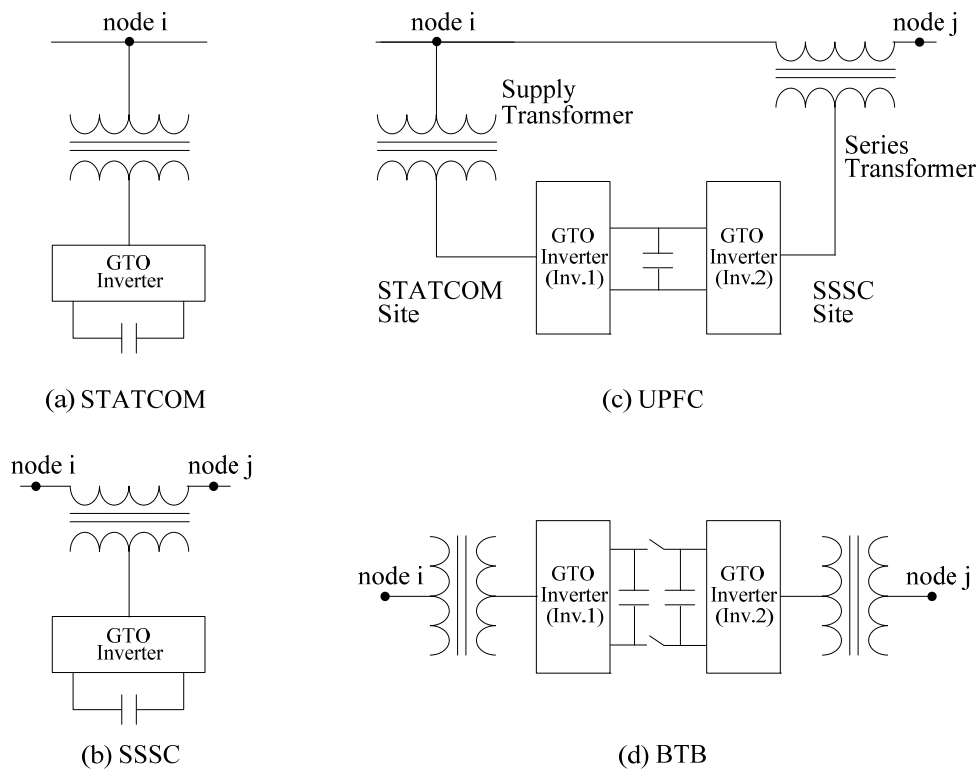 node i
GTO
Inverter
(a) STATCOM
node i
node j
Supply
Transformer
Series
Transformer
GTO
Inverter
(Inv.1)
GTO
Inverter
(Inv.2)
STATCOM
Site
SSSC
Site
(c) UPFC
node i
node j
GTO
Inverter
(b) SSSC
node i
GTO
Inverter
(Inv.1)
GTO
Inverter
(Inv.2)
node j
(d) BTB